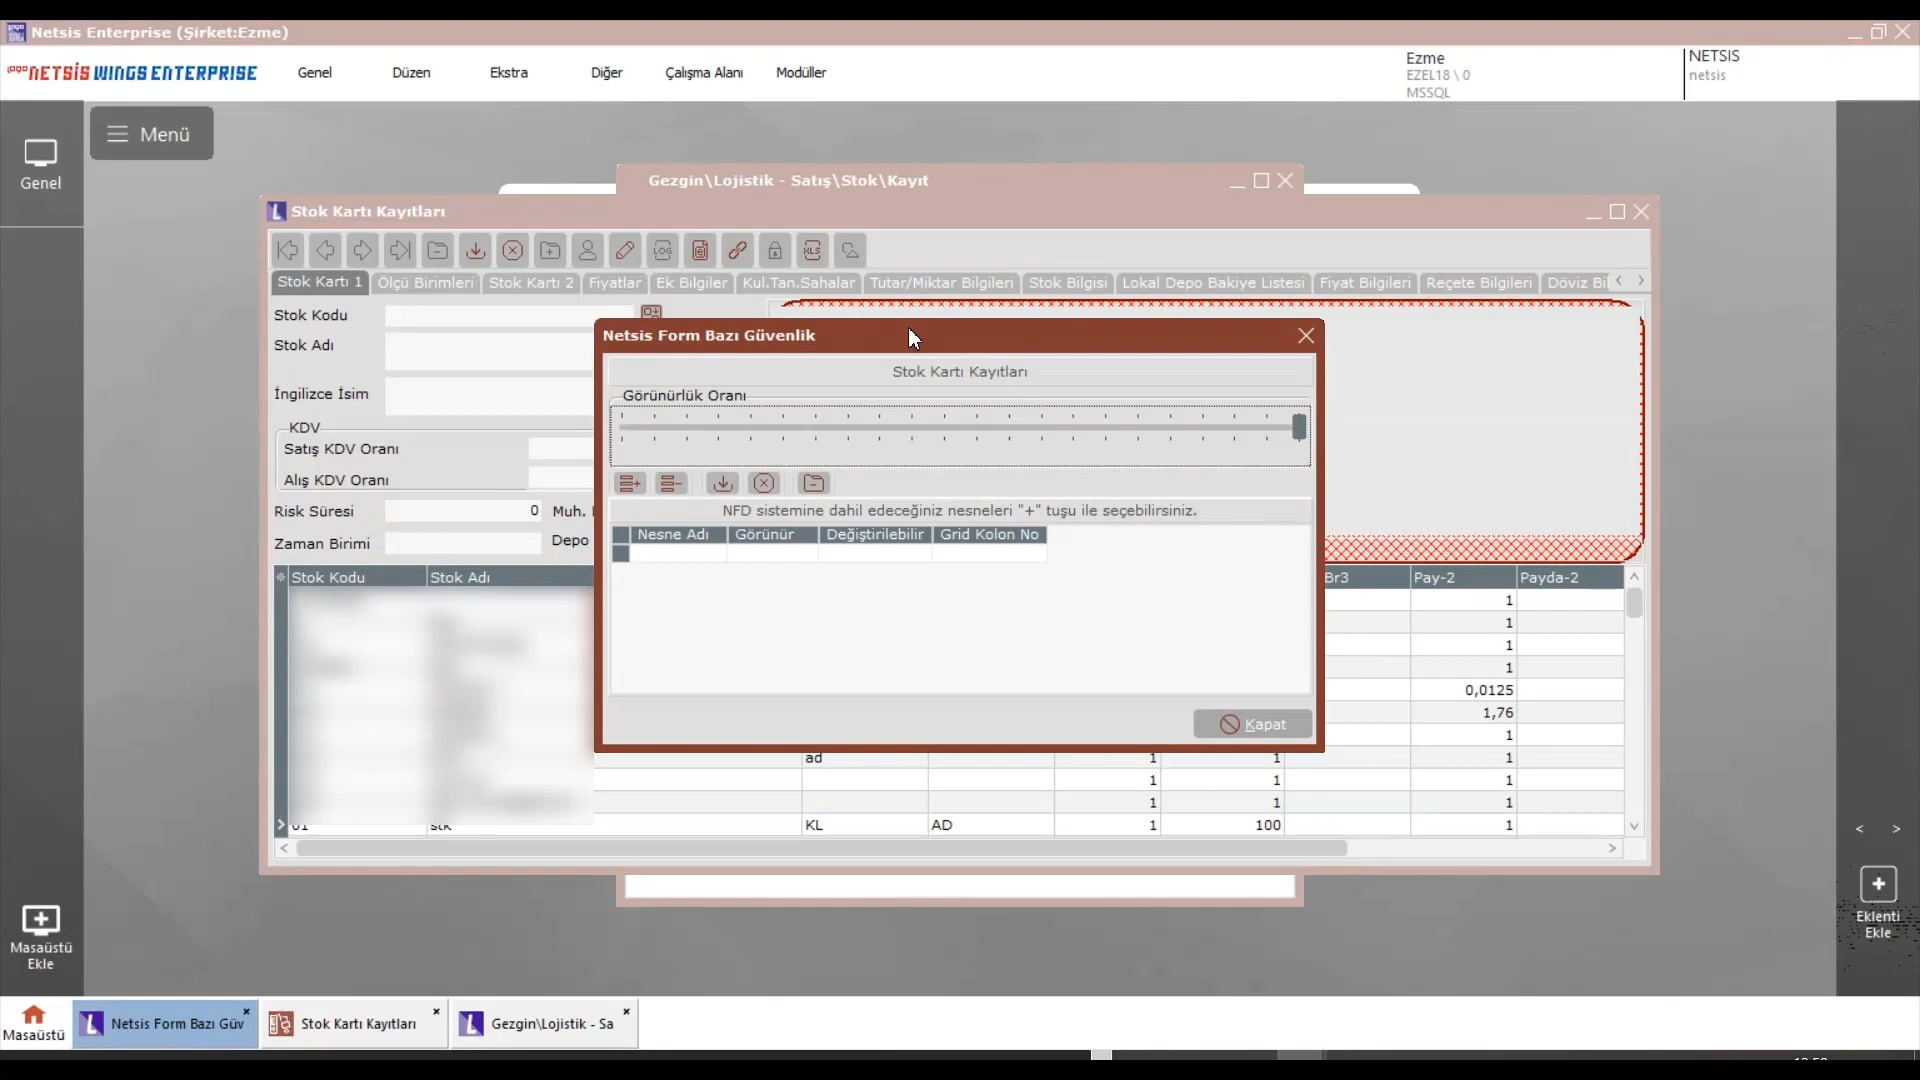 Netsis Enterprise (Şirket:Ezme)
logo NETSİS WINGS ENTERPRISE
Genel Düzen Ekstra Diğer Çalışma Alanı Modüller
Ezme
EZEL18 \ 0
MSSQL
NETSIS
netsis
Menü
Genel
Gezgin\Lojistik - Satış\Stok\Kayıt
Stok Kartı Kayıtları
LOG
XLS
Stok Kartı 1 Ölçü Birimleri Stok Kartı 2 Fiyatlar Ek Bilgiler Kul.Tan.Sahalar Tutar/Miktar Bilgileri Stok Bilgisi Lokal Depo Bakiye Listesi Fiyat Bilgileri Reçete Bilgileri Döviz Bil
Stok Kodu
Stok Adı
İngilizce İsim
KDV
Satış KDV Oranı
Alış KDV Oranı
Risk Süresi 0 Muh.
Zaman Birimi Depo
Netsis Form Bazı Güvenlik
Stok Kartı Kayıtları
Görünürlük Oranı
NFD sistemine dahil edeceğiniz nesneleri "+" tuşu ile seçebilirsiniz.
Nesne Adı Görünür Değiştirilebilir Grid Kolon No
Kapat
Stok Kodu Stok Adı Br3 Pay-2 Payda-2
1
1
1
1
0,0125
1,76
1
ad 1 1 1
1 1 1
1 1 1
01 stk KL AD 1 100 1
Masaüstü
Ekle
Eklenti
Ekle
Masaüstü
Netsis Form Bazı Güv
Stok Kartı Kayıtları
Gezgin\Lojistik - Sa